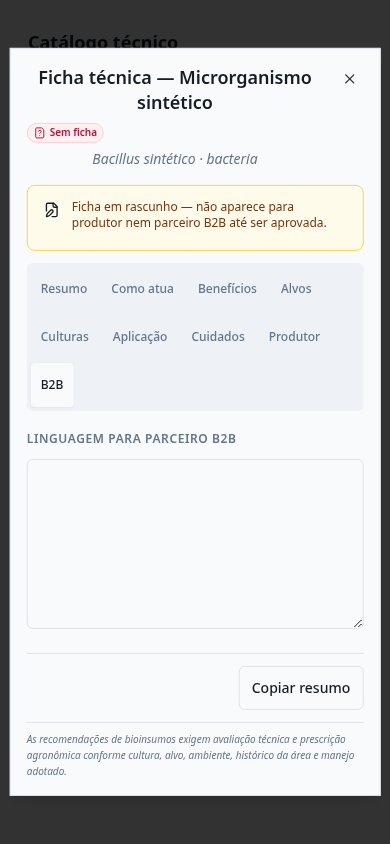 Catálogo técnico
Ficha técnica — Microrganismo
sintético
Sem ficha
Bacillus sintético · bacteria
Ficha em rascunho — não aparece para
produtor nem parceiro B2B até ser aprovada.
Resumo Como atua Benefícios Alvos
Culturas Aplicação Cuidados Produtor
B2B
LINGUAGEM PARA PARCEIRO B2B
Copiar resumo
As recomendações de bioinsumos exigem avaliação técnica e prescrição
agronômica conforme cultura, alvo, ambiente, histórico da área e manejo
adotado.